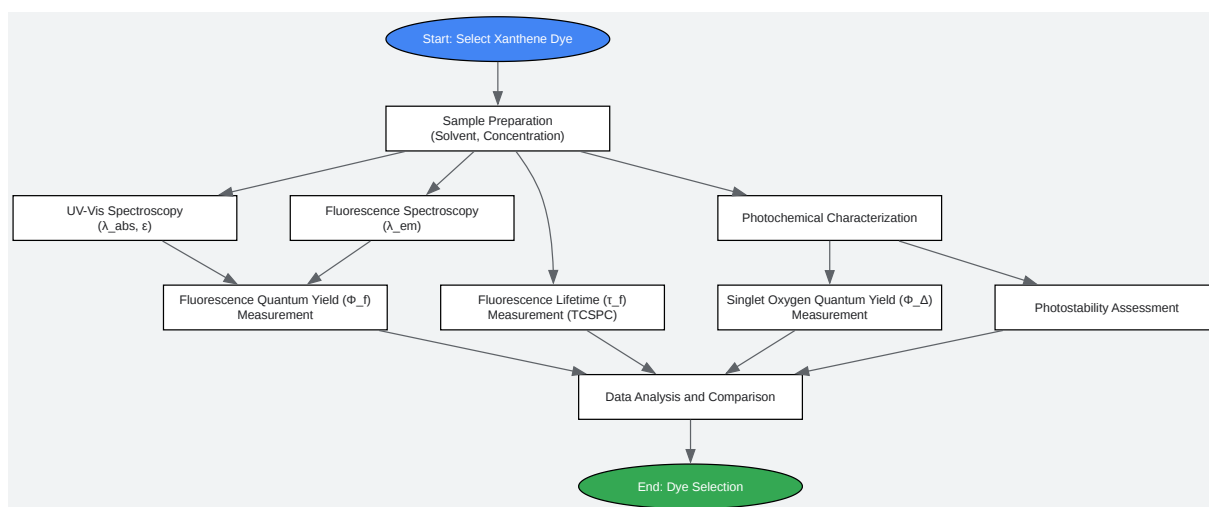 Start: Select Xanthene Dye
Sample Preparation
(Solvent, Concentration)
UV-Vis Spectroscopy
(λ_abs, ε)
Fluorescence Spectroscopy
(λ_em)
Photochemical Characterization
Fluorescence Quantum Yield (Φ_f)
Measurement
Fluorescence Lifetime (τ_f)
Measurement (TCSPC)
Singlet Oxygen Quantum Yield (Φ_Δ)
Measurement
Photostability Assessment
Data Analysis and Comparison
End: Dye Selection